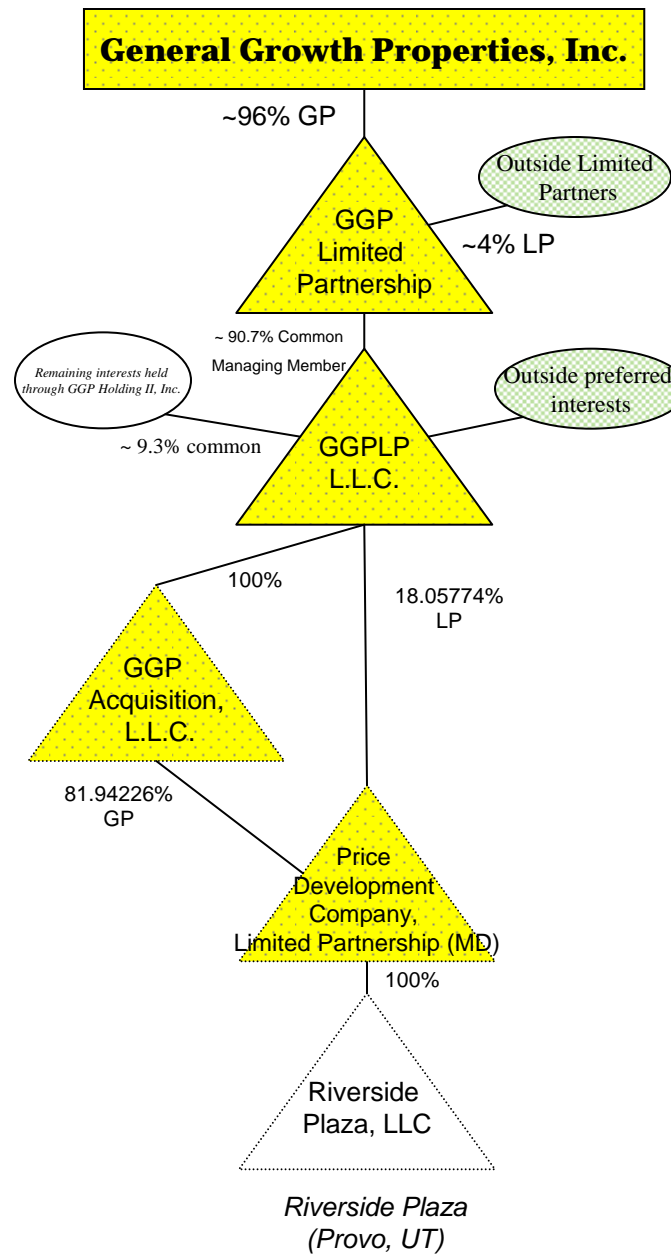 General Growth Properties, Inc.
~96% GP
Outside Limited
Partners
GGP
Limited
Partnership
~4% LP
~ 90.7% Common
Managing Member
Remaining interests held
through GGP Holding II, Inc.
Outside preferred
interests
~ 9.3% common
GGPLP
L.L.C.
100%
18.05774%
LP
GGP
Acquisition,
L.L.C.
81.94226%
GP
Price
Development
Company,
Limited Partnership (MD)
100%
Riverside
Plaza, LLC
Riverside Plaza
(Provo, UT)